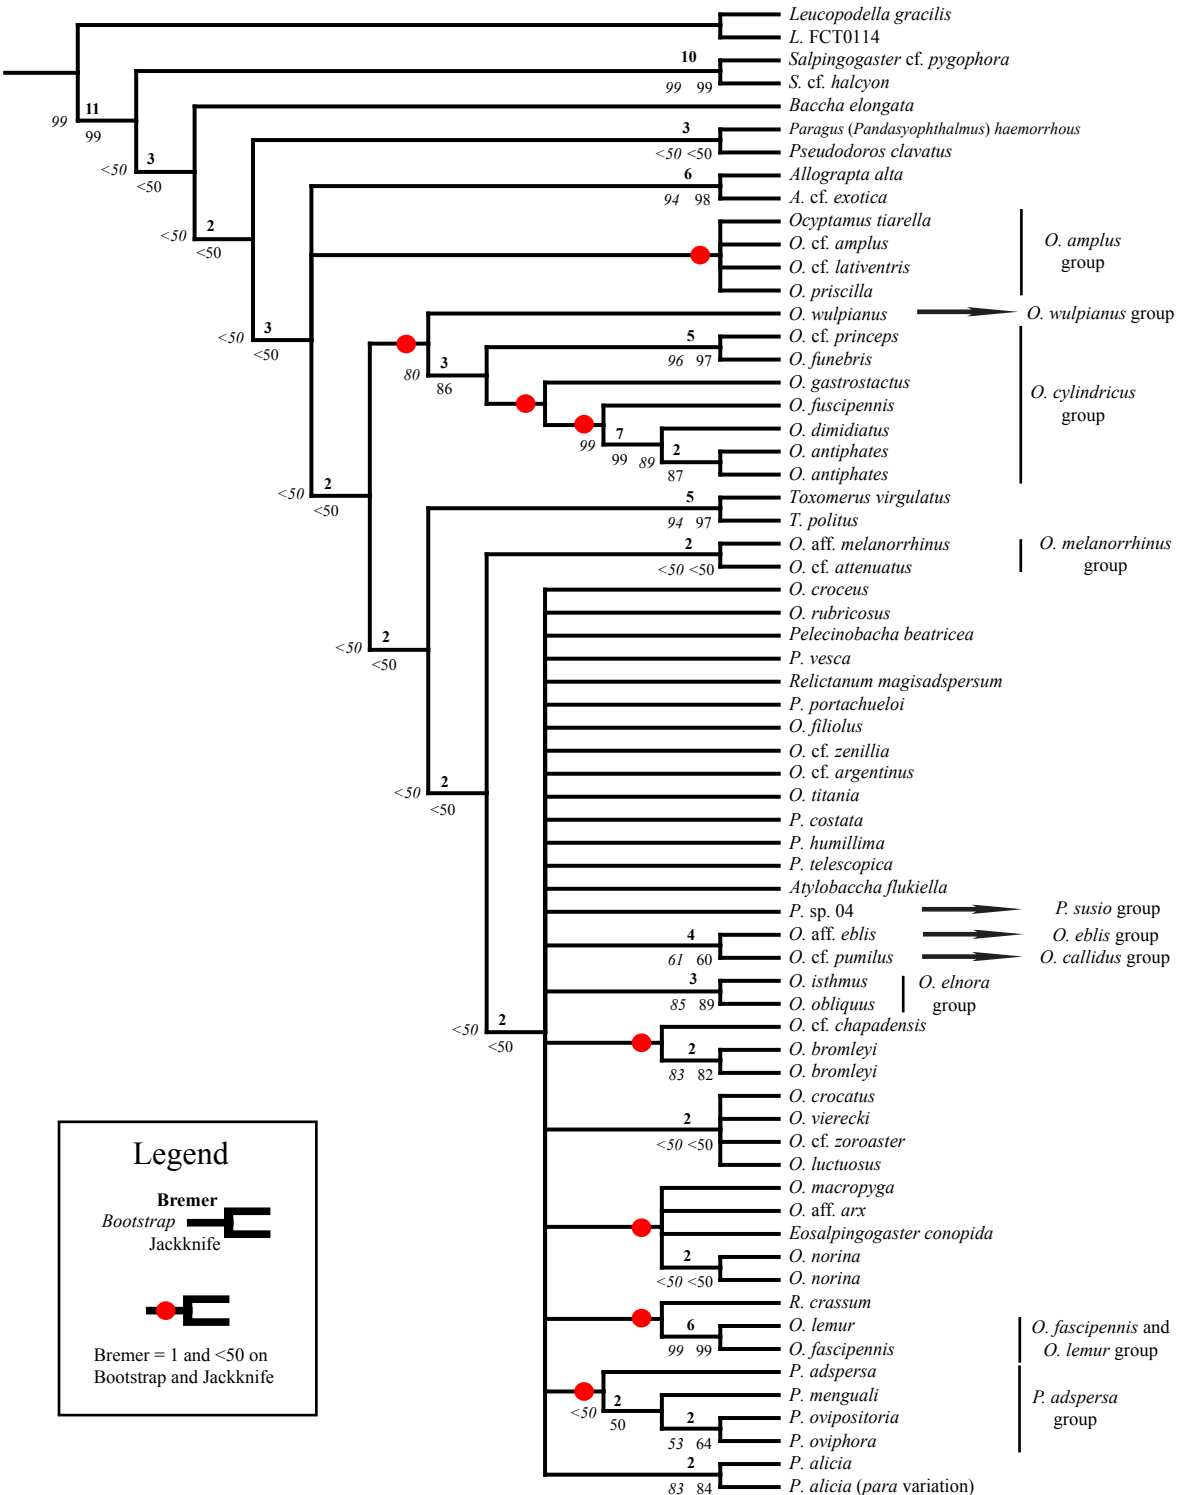 Leucopodella gracilis
L. FCT0114
10
Salpingogaster cf. pygophora
99 99
S. cf. halcyon
11
99
99
Baccha elongata
3
Paragus (Pandasyophthalmus) haemorrhous
<50 <50
Pseudodoros clavatus
3
<50
<50
6
Allograpta alta
94 98
A. cf. exotica
2
<50
<50
Ocyptamus tiarella
O. cf. amplus
O. cf. lativentris
O. priscilla
O. amplus
group
O. wulpianus
O. wulpianus group
3
<50
<50
5
O. cf. princeps
96 97
O. funebris
3
80
86
O. gastrostactus
O. fuscipennis
O. cylindricus
group
7
99
99
O. dimidiatus
2
89
87
O. antiphates
O. antiphates
2
<50
<50
5
Toxomerus virgulatus
94 97
T. politus
2
O. aff. melanorrhinus
<50 <50
O. cf. attenuatus
O. melanorrhinus
group
O. croceus
O. rubricosus
2
<50
<50
Pelecinobacha beatricea
P. vesca
Relictanum magisadspersum
P. portachueloi
O. filiolus
O. cf. zenillia
O. cf. argentinus
2
<50
<50
O. titania
P. costata
P. humillima
P. telescopica
Atylobaccha flukiella
P. sp. 04
P. susio group
4
O. aff. eblis
O. eblis group
61 60
O. cf. pumilus
O. callidus group
3
O. isthmus
85 89
O. obliquus
O. elnora
group
2
<50
<50
O. cf. chapadensis
2
O. bromleyi
83 82
O. bromleyi
O. crocatus
2
O. vierecki
<50 <50
O. cf. zoroaster
O. luctuosus
O. macropyga
O. aff. arx
Eosalpingogaster conopida
2
O. norina
<50 <50
O. norina
R. crassum
6
O. lemur
99 99
O. fascipennis
O. fascipennis and
O. lemur group
P. adspersa
2
<50
50
P. menguali
2
P. ovipositoria
53 64
P. oviphora
P. adspersa
group
2
P. alicia
83 84
P. alicia (para variation)
Legend
Bremer
Bootstrap
Jackknife
Bremer = 1 and <50 on
Bootstrap and Jackknife